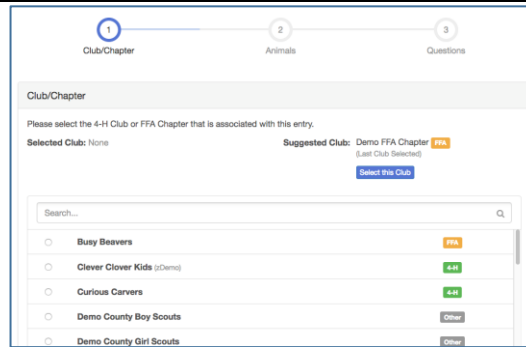 1 2 3
Club/Chapter Animals Questions
Club/Chapter
Please select the 4-H Club or FFA Chapter that is associated with this entry.
Selected Club: None Suggested Club: Demo FFA Chapter FFA
(Last Club Selected)
Select this Club
Search...
Busy Beavers FFA
Clever Clover Kids (zDemo) 4-H
Curious Carvers 4-H
Demo County Boy Scouts Other
Demo County Girl Scouts Other